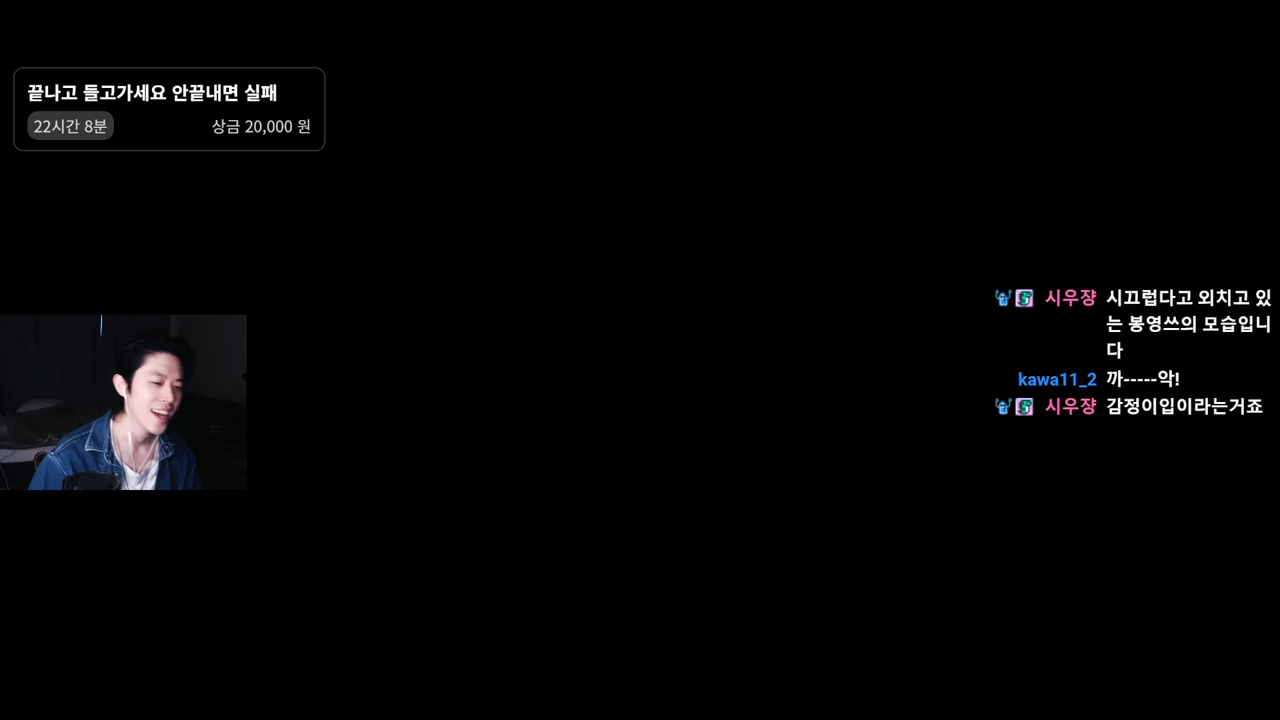 끝나고 들고가세요 안끝내면 실패
22시간 8분 상금 20,000 원
시우쟝 시끄럽다고 외치고 있
는 봉영쓰의 모습입니
다
kawa11_2 까-----악!
시우쟝 감정이입이라는거죠